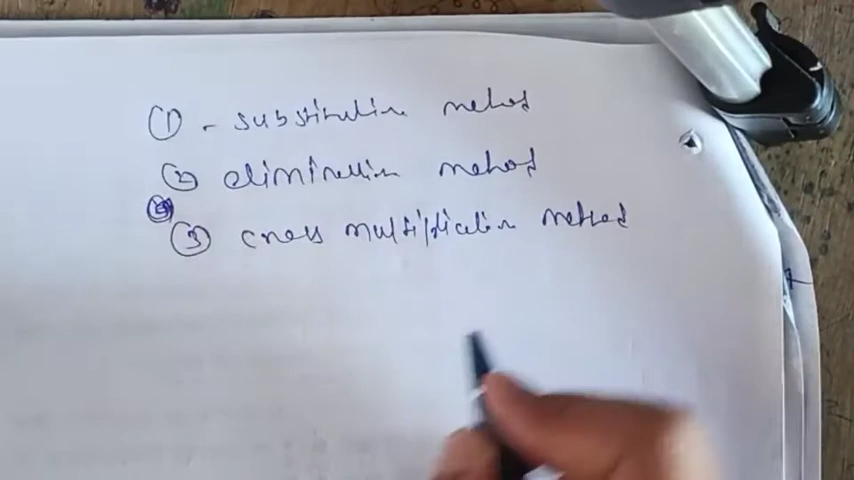 ① - substitution method
② elimination method
③ cross multiplication method